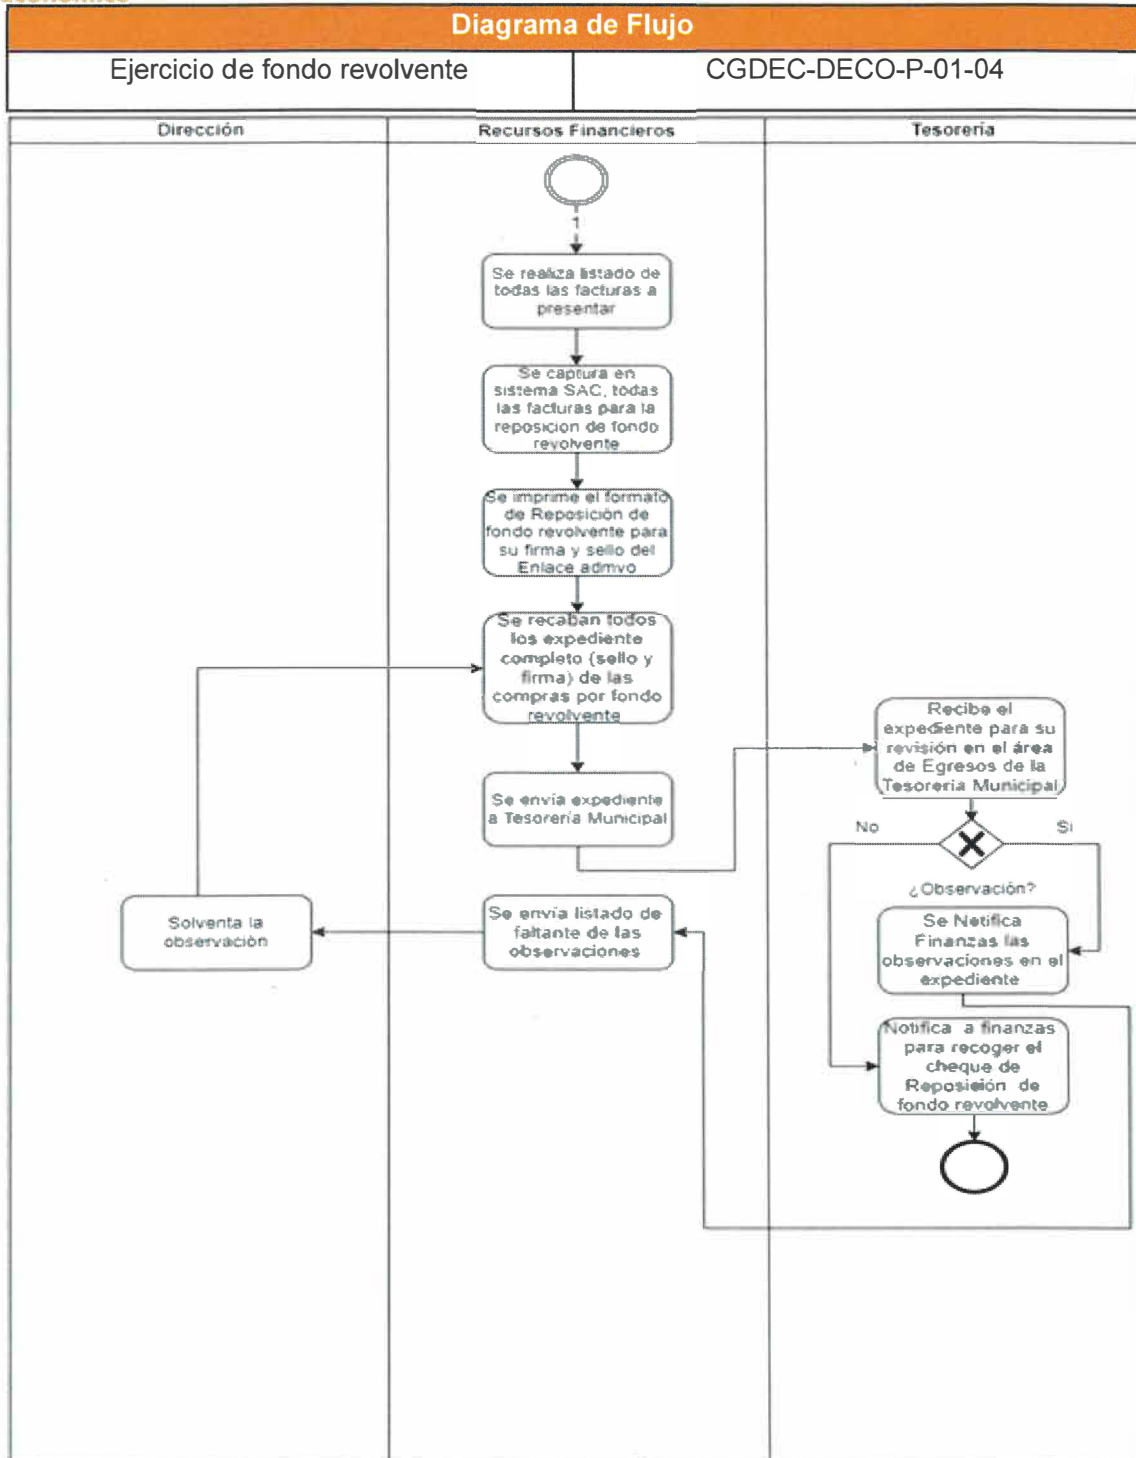 Diagrama de Flujo
Ejercicio de fondo revolvente
CGDEC-DECO-P-01-04
Dirección
Recursos Financieros
Tesorería
1
Se realiza listado de
todas las facturas a
presentar
Se captura en
sistema SAC, todas
las facturas para la
reposicion de fondo
revolvente
Se imprime el formato
de Reposición de
fondo revolvente para
su firma y sello del
Enlace admvo
Se recaban todos
los expediente
completo (sello y
firma) de las
compras por fondo
revolvente
Recibe el
expediente para su
revisión en el área
de Egresos de la
Tesorería Municipal
Se envía expediente
a Tesorería Municipal
No
Si
¿Observación?
Solventa la
observación
Se envía listado de
faltante de las
observaciones
Se Notifica
Finanzas las
observaciones en el
expediente
Notifica a finanzas
para recoger el
cheque de
Reposición de
fondo revolvente